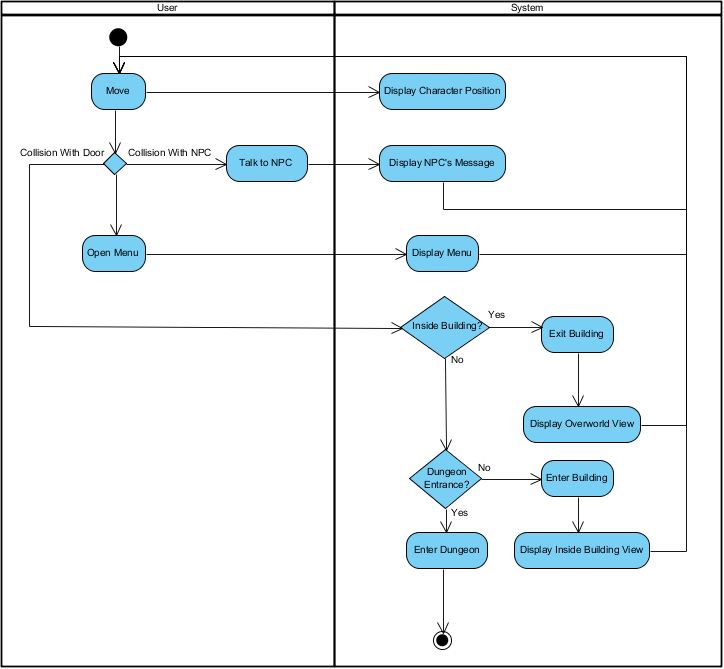 User
System
Move
Display Character Position
Collision With Door
Collision With NPC
Talk to NPC
Display NPC's Message
Open Menu
Display Menu
Inside Building?
Yes
Exit Building
No
Display Overworld View
Dungeon
Entrance?
No
Enter Building
Yes
Enter Dungeon
Display Inside Building View